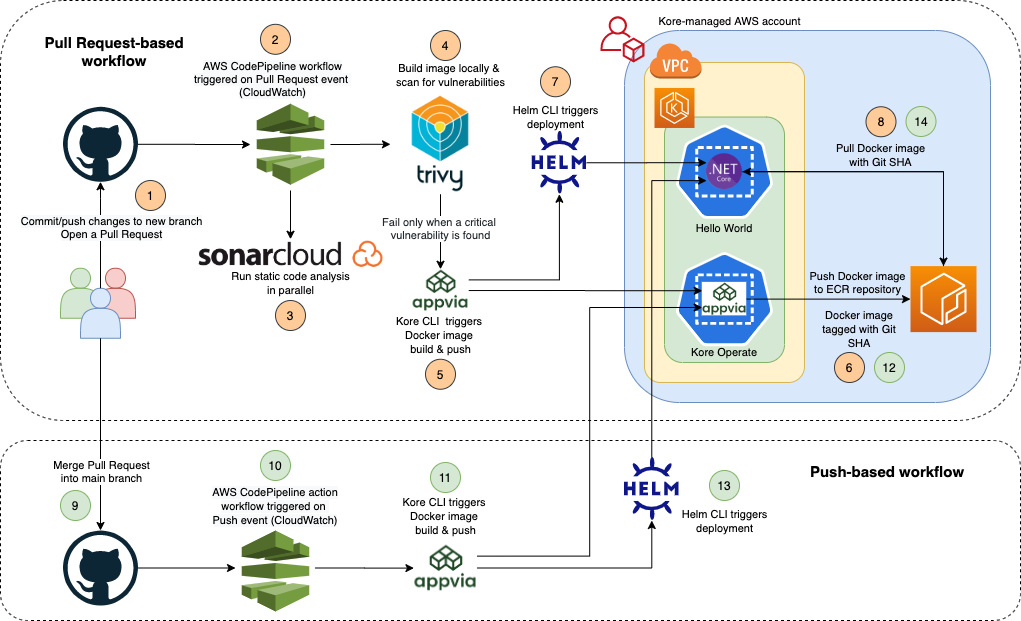 Pull Request-based
workflow
2
AWS CodePipeline workflow
triggered on Pull Request event
(CloudWatch)
4
Build image locally &
scan for vulnerabilities
trivy
7
Helm CLI triggers
deployment
HELM
Kore-managed AWS account
VPC
K
.NET
Core
Hello World
8
14
Pull Docker image
with Git SHA
1
Commit/push changes to new branch
Open a Pull Request
sonarcloud
Run static code analysis
in parallel
3
Fail only when a critical
vulnerability is found
appvia
Kore CLI triggers
Docker image
build & push
5
appvia
Kore Operate
Push Docker image
to ECR repository
Docker image
tagged with Git
SHA
6
12
Push-based workflow
Merge Pull Request
into main branch
9
10
AWS CodePipeline action
workflow triggered on
Push event (CloudWatch)
11
Kore CLI triggers
Docker image
build & push
appvia
HELM
13
Helm CLI triggers
deployment